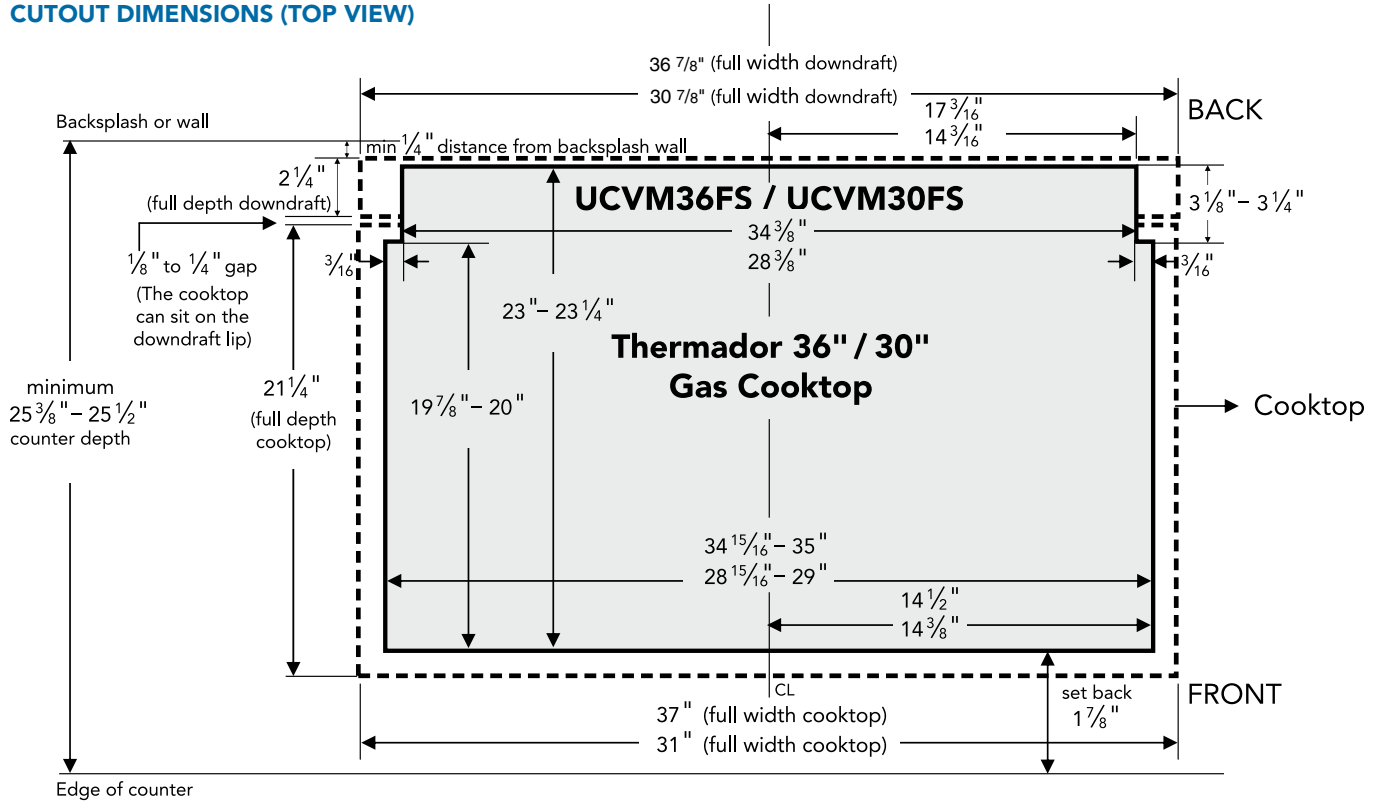 CUTOUT DIMENSIONS (TOP VIEW)
36 7/8" (full width downdraft)
30 7/8" (full width downdraft)
17 3/16"
14 3/16"
BACK
Backsplash or wall
min 1/4" distance from backsplash wall
2 1/4"
(full depth downdraft)
UCVM36FS / UCVM30FS
3 1/8" – 3 1/4"
34 3/8"
28 3/8"
1/8" to 1/4" gap
(The cooktop
can sit on the
downdraft lip)
3/16"
3/16"
23" – 23 1/4"
Thermador 36" / 30"
Gas Cooktop
minimum
25 3/8" – 25 1/2"
counter depth
21 1/4"
(full depth
cooktop)
19 7/8" – 20"
Cooktop
34 15/16" – 35"
28 15/16" – 29"
14 1/2"
14 3/8"
CL
37" (full width cooktop)
31" (full width cooktop)
set back
1 7/8"
FRONT
Edge of counter